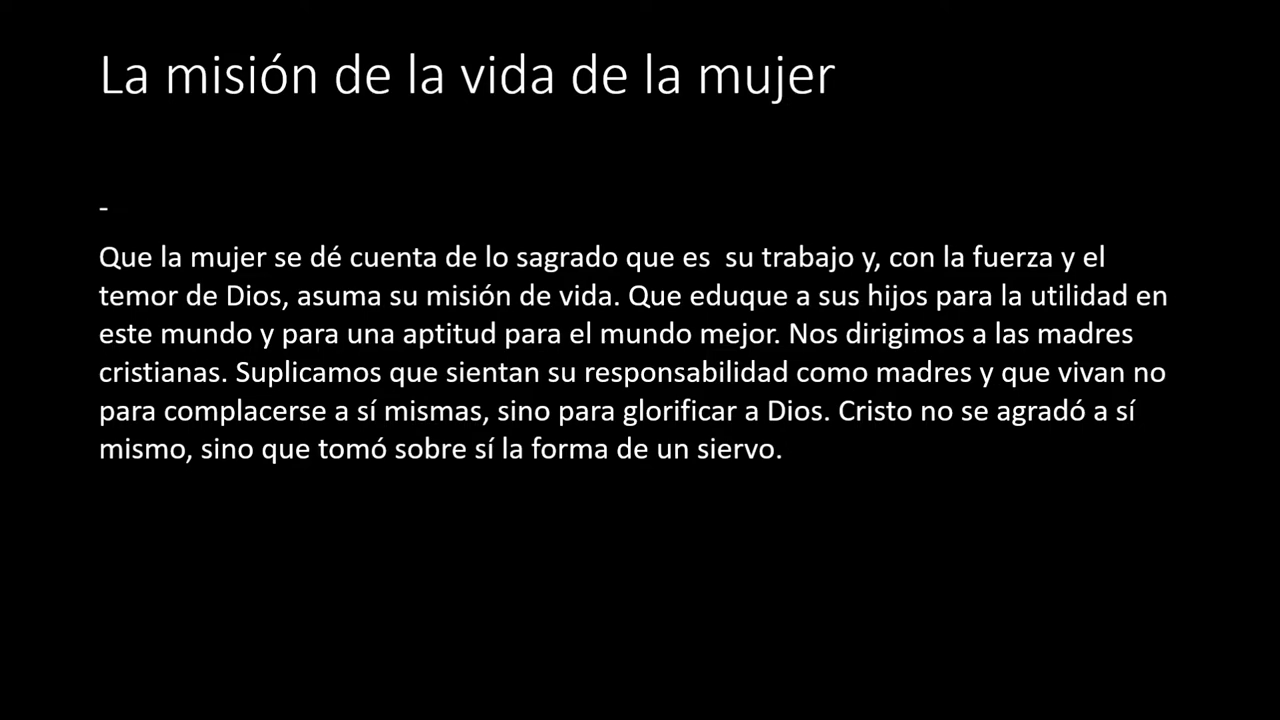 La misión de la vida de la mujer
-
Que la mujer se dé cuenta de lo sagrado que es  su trabajo y, con la fuerza y el
temor de Dios, asuma su misión de vida. Que eduque a sus hijos para la utilidad en
este mundo y para una aptitud para el mundo mejor. Nos dirigimos a las madres
cristianas. Suplicamos que sientan su responsabilidad como madres y que vivan no
para complacerse a sí mismas, sino para glorificar a Dios. Cristo no se agradó a sí
mismo, sino que tomó sobre sí la forma de un siervo.